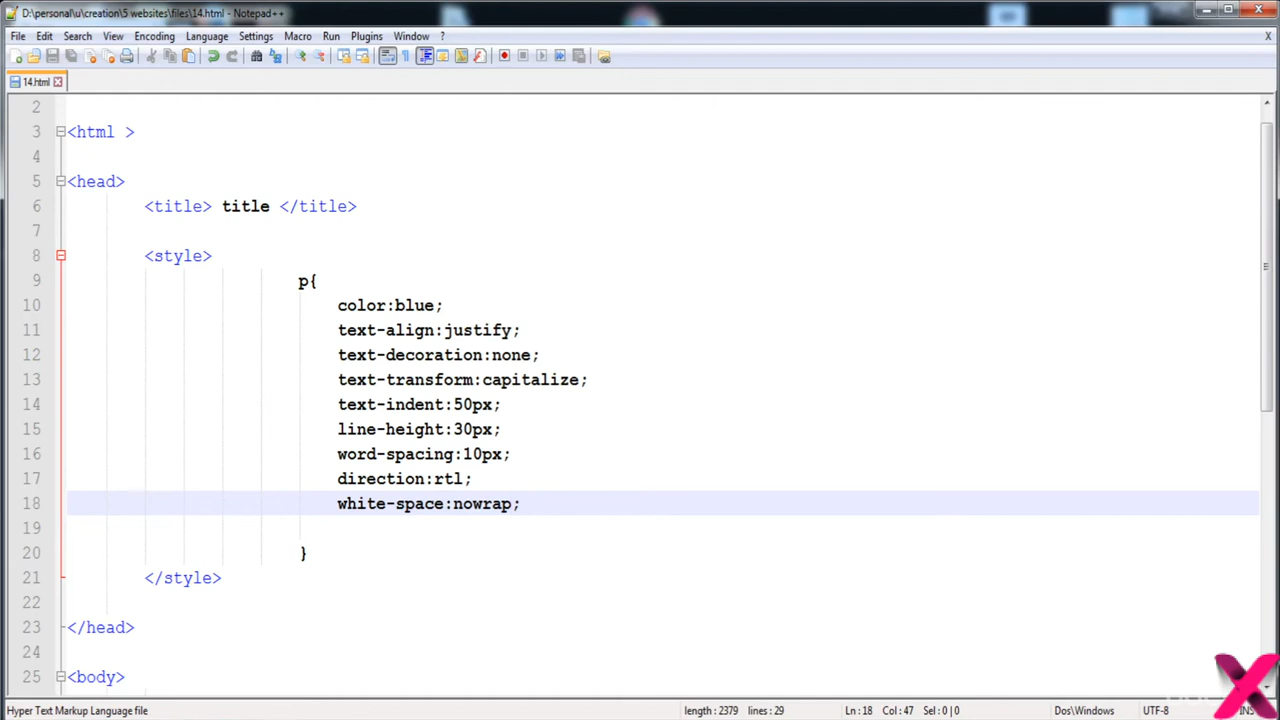 D:\personal\u\creation\5 websites\files\14.html - Notepad++
File Edit Search View Encoding Language Settings Macro Run Plugins Window ? X
14.html
2
3 <html >
4
5 <head>
6 <title> title </title>
7
8 <style>
9 p{
10 color:blue;
11 text-align:justify;
12 text-decoration:none;
13 text-transform:capitalize;
14 text-indent:50px;
15 line-height:30px;
16 word-spacing:10px;
17 direction:rtl;
18 white-space:nowrap;
19
20 }
21 </style>
22
23 </head>
24
25 <body>
Hyper Text Markup Language file length : 2379 lines : 29 Ln : 18 Col : 47 Sel : 0 | 0 Dos\Windows UTF-8 INS